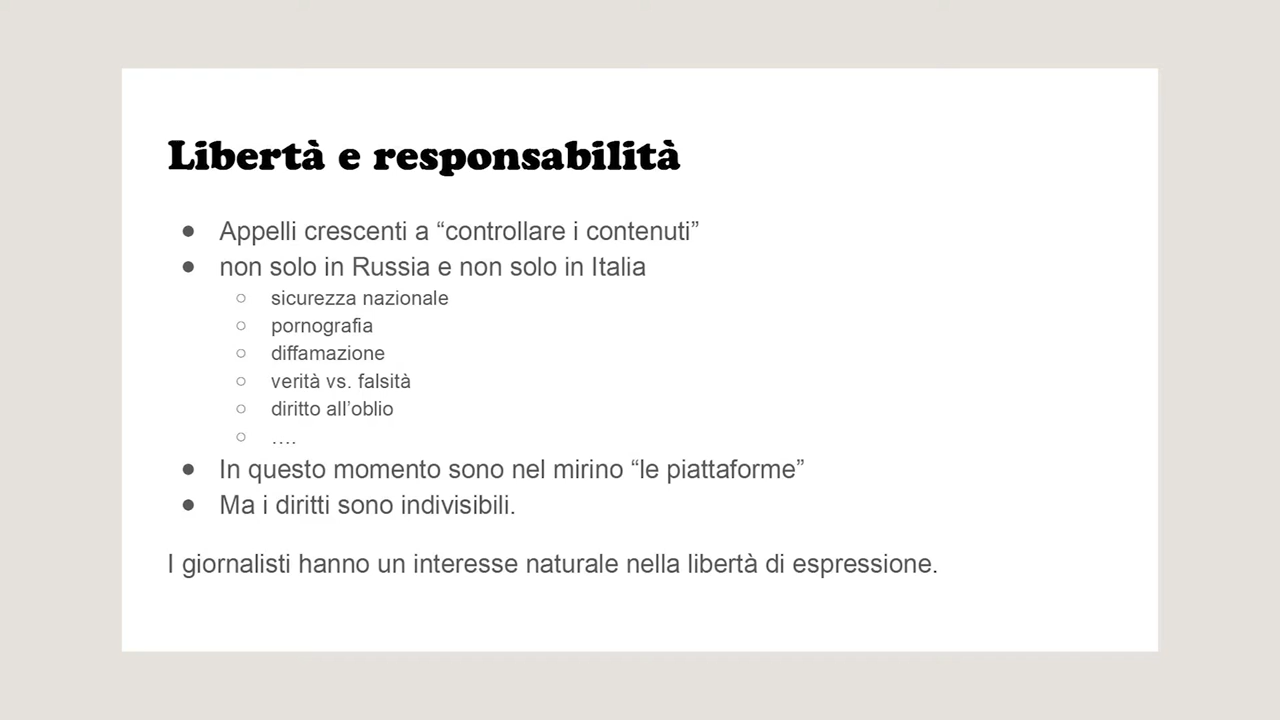 Libertà e responsabilità
● Appelli crescenti a “controllare i contenuti”
● non solo in Russia e non solo in Italia
○ sicurezza nazionale
○ pornografia
○ diffamazione
○ verità vs. falsità
○ diritto all’oblio
○ ….
● In questo momento sono nel mirino “le piattaforme”
● Ma i diritti sono indivisibili.
I giornalisti hanno un interesse naturale nella libertà di espressione.